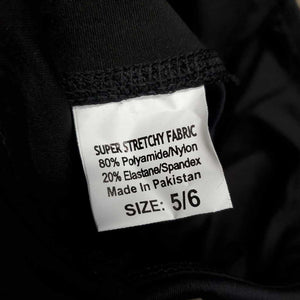 SUPER STRETCHY FABRIC
80% Polyamide/Nylon
20% Elastane/Spandex
Made In Pakistan
SIZE: 5/6